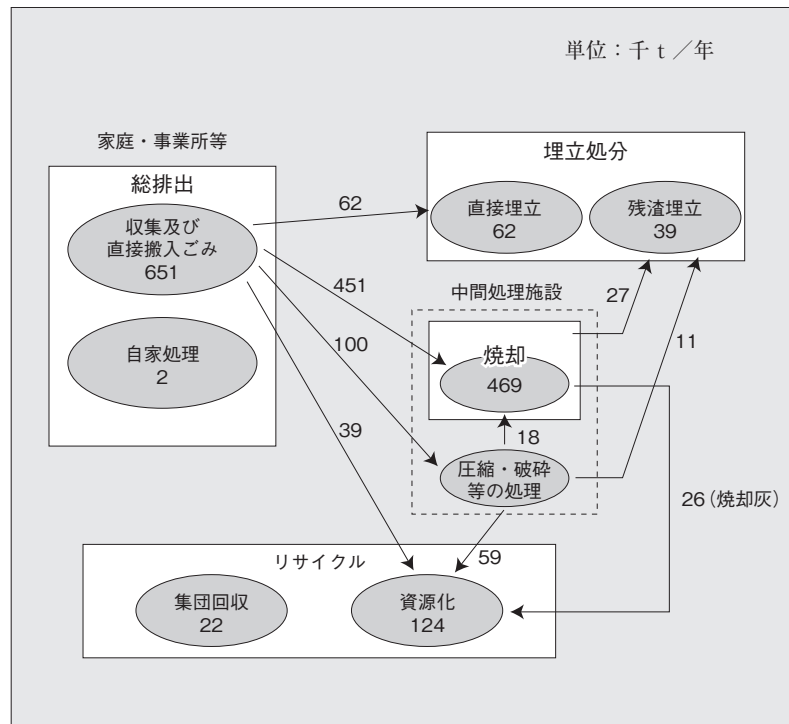 単位：千ｔ／年
家庭・事業所等
総排出
収集及び
直接搬入ごみ
651
自家処理
2
埋立処分
直接埋立
62
残渣埋立
39
62
451
100
39
中間処理施設
焼却
469
18
圧縮・破砕
等の処理
27
11
26（焼却灰）
59
リサイクル
集団回収
22
資源化
124